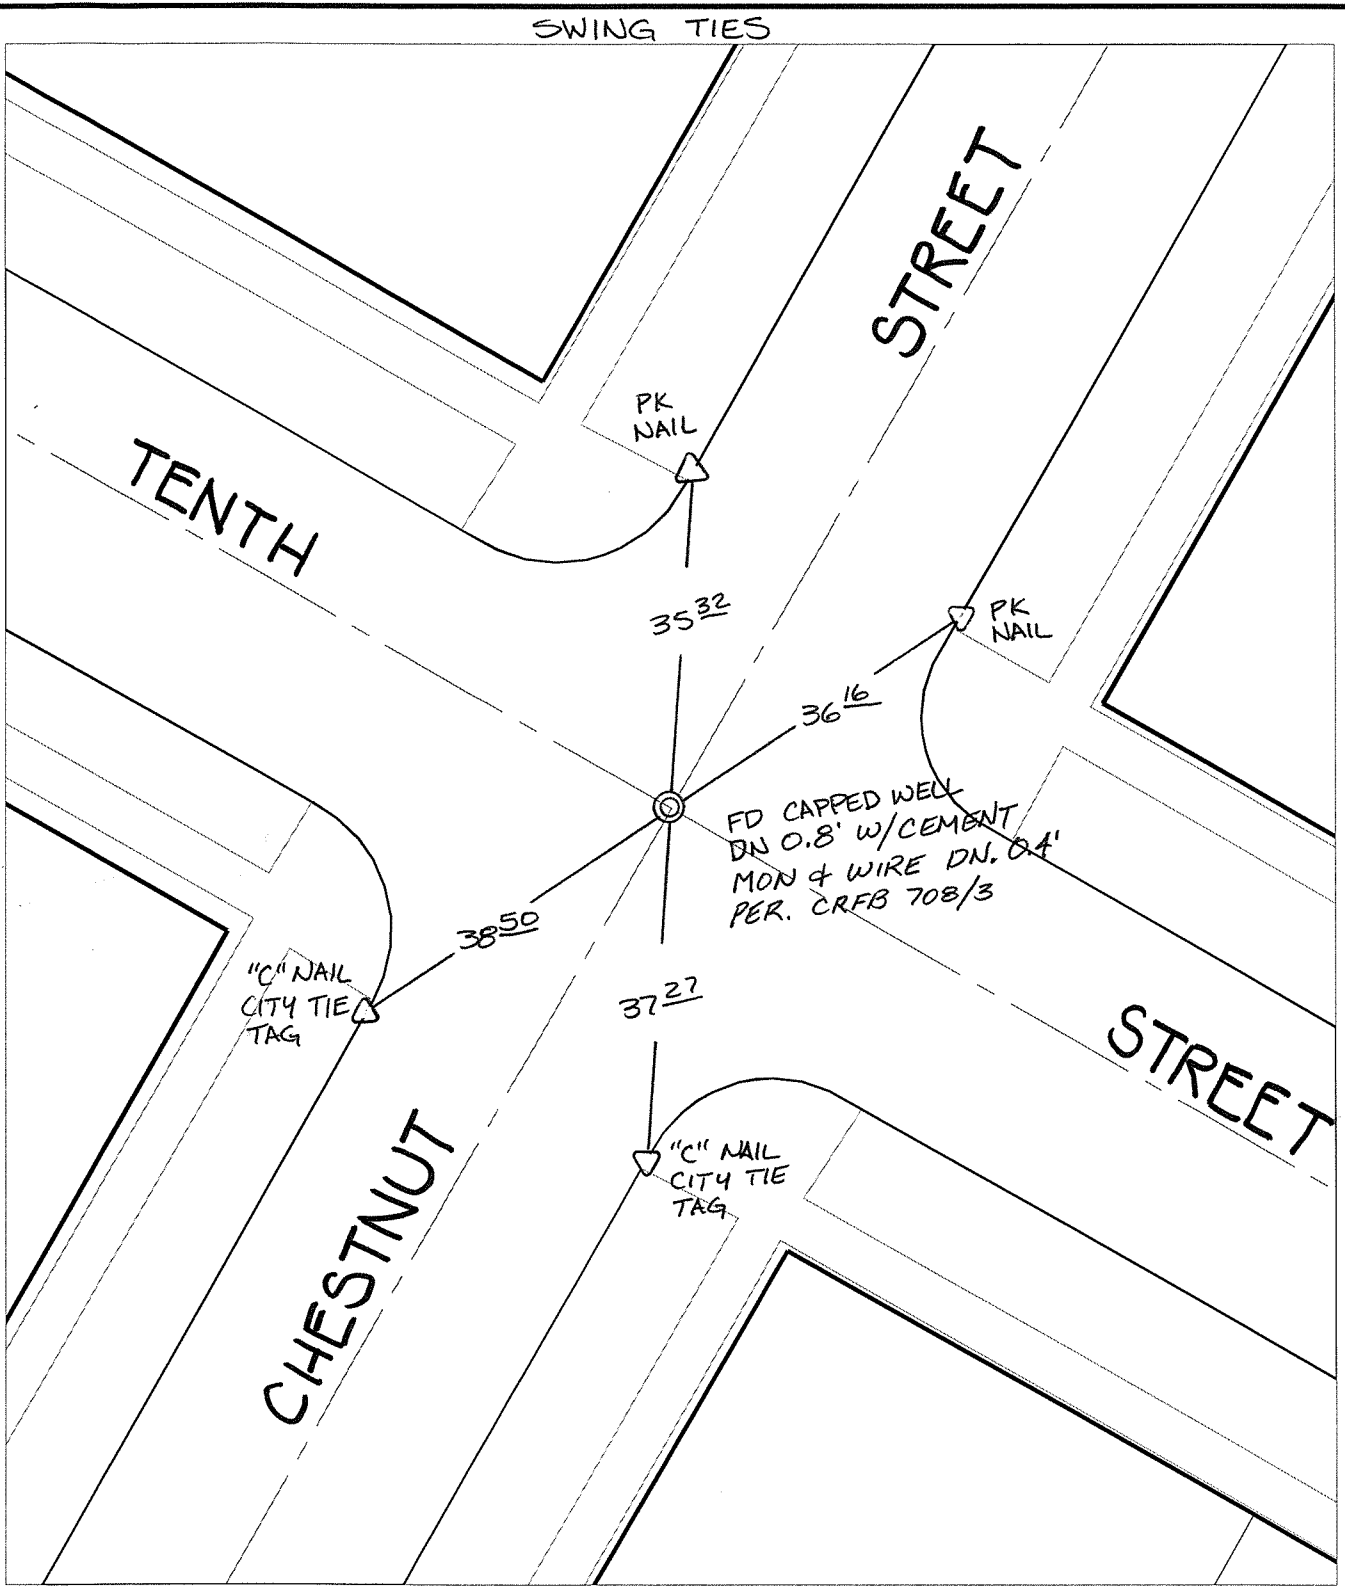 SWING TIES
STREET
PK
NAIL
TENTH
PK
NAIL
35 32
36 16
FD CAPPED WELL
DN 0.8' W/CEMENT
MON & WIRE DN. 0.4'
PER. CRFB 708/3
38 50
"C" NAIL
CITY TIE
TAG
37 27
STREET
CHESTNUT
"C" NAIL
CITY TIE
TAG